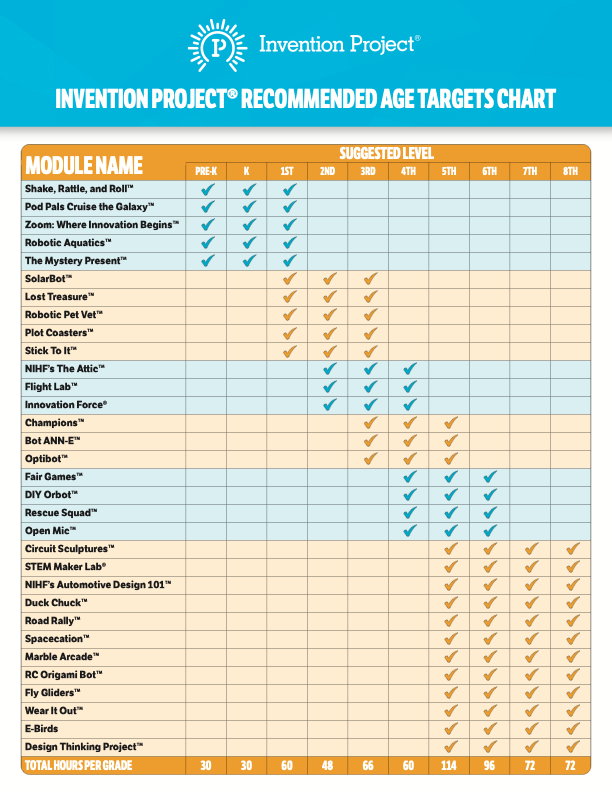 Invention Project®
INVENTION PROJECT® RECOMMENDED AGE TARGETS CHART
MODULE NAME
SUGGESTED LEVEL
PRE-K K 1ST 2ND 3RD 4TH 5TH 6TH 7TH 8TH
Shake, Rattle, and Roll™ ✓ ✓ ✓
Pod Pals Cruise the Galaxy™ ✓ ✓ ✓
Zoom: Where Innovation Begins™ ✓ ✓ ✓
Robotic Aquatics™ ✓ ✓ ✓
The Mystery Present™ ✓ ✓ ✓
SolarBot™ ✓ ✓ ✓
Lost Treasure™ ✓ ✓ ✓
Robotic Pet Vet™ ✓ ✓ ✓
Plot Coasters™ ✓ ✓ ✓
Stick To It™ ✓ ✓ ✓
NIHF's The Attic™ ✓ ✓ ✓
Flight Lab™ ✓ ✓ ✓
Innovation Force® ✓ ✓ ✓
Champions™ ✓ ✓ ✓
Bot ANN-E™ ✓ ✓ ✓
Optibot™ ✓ ✓ ✓
Fair Games™ ✓ ✓ ✓
DIY Orbot™ ✓ ✓ ✓
Rescue Squad™ ✓ ✓ ✓
Open Mic™ ✓ ✓ ✓
Circuit Sculptures™ ✓ ✓ ✓ ✓
STEM Maker Lab® ✓ ✓ ✓ ✓
NIHF's Automotive Design 101™ ✓ ✓ ✓ ✓
Duck Chuck™ ✓ ✓ ✓ ✓
Road Rally™ ✓ ✓ ✓ ✓
Spacecation™ ✓ ✓ ✓ ✓
Marble Arcade™ ✓ ✓ ✓ ✓
RC Origami Bot™ ✓ ✓ ✓ ✓
Fly Gliders™ ✓ ✓ ✓ ✓
Wear It Out™ ✓ ✓ ✓ ✓
E-Birds ✓ ✓ ✓ ✓
Design Thinking Project™ ✓ ✓ ✓ ✓
TOTAL HOURS PER GRADE 30 30 60 48 66 60 114 96 72 72